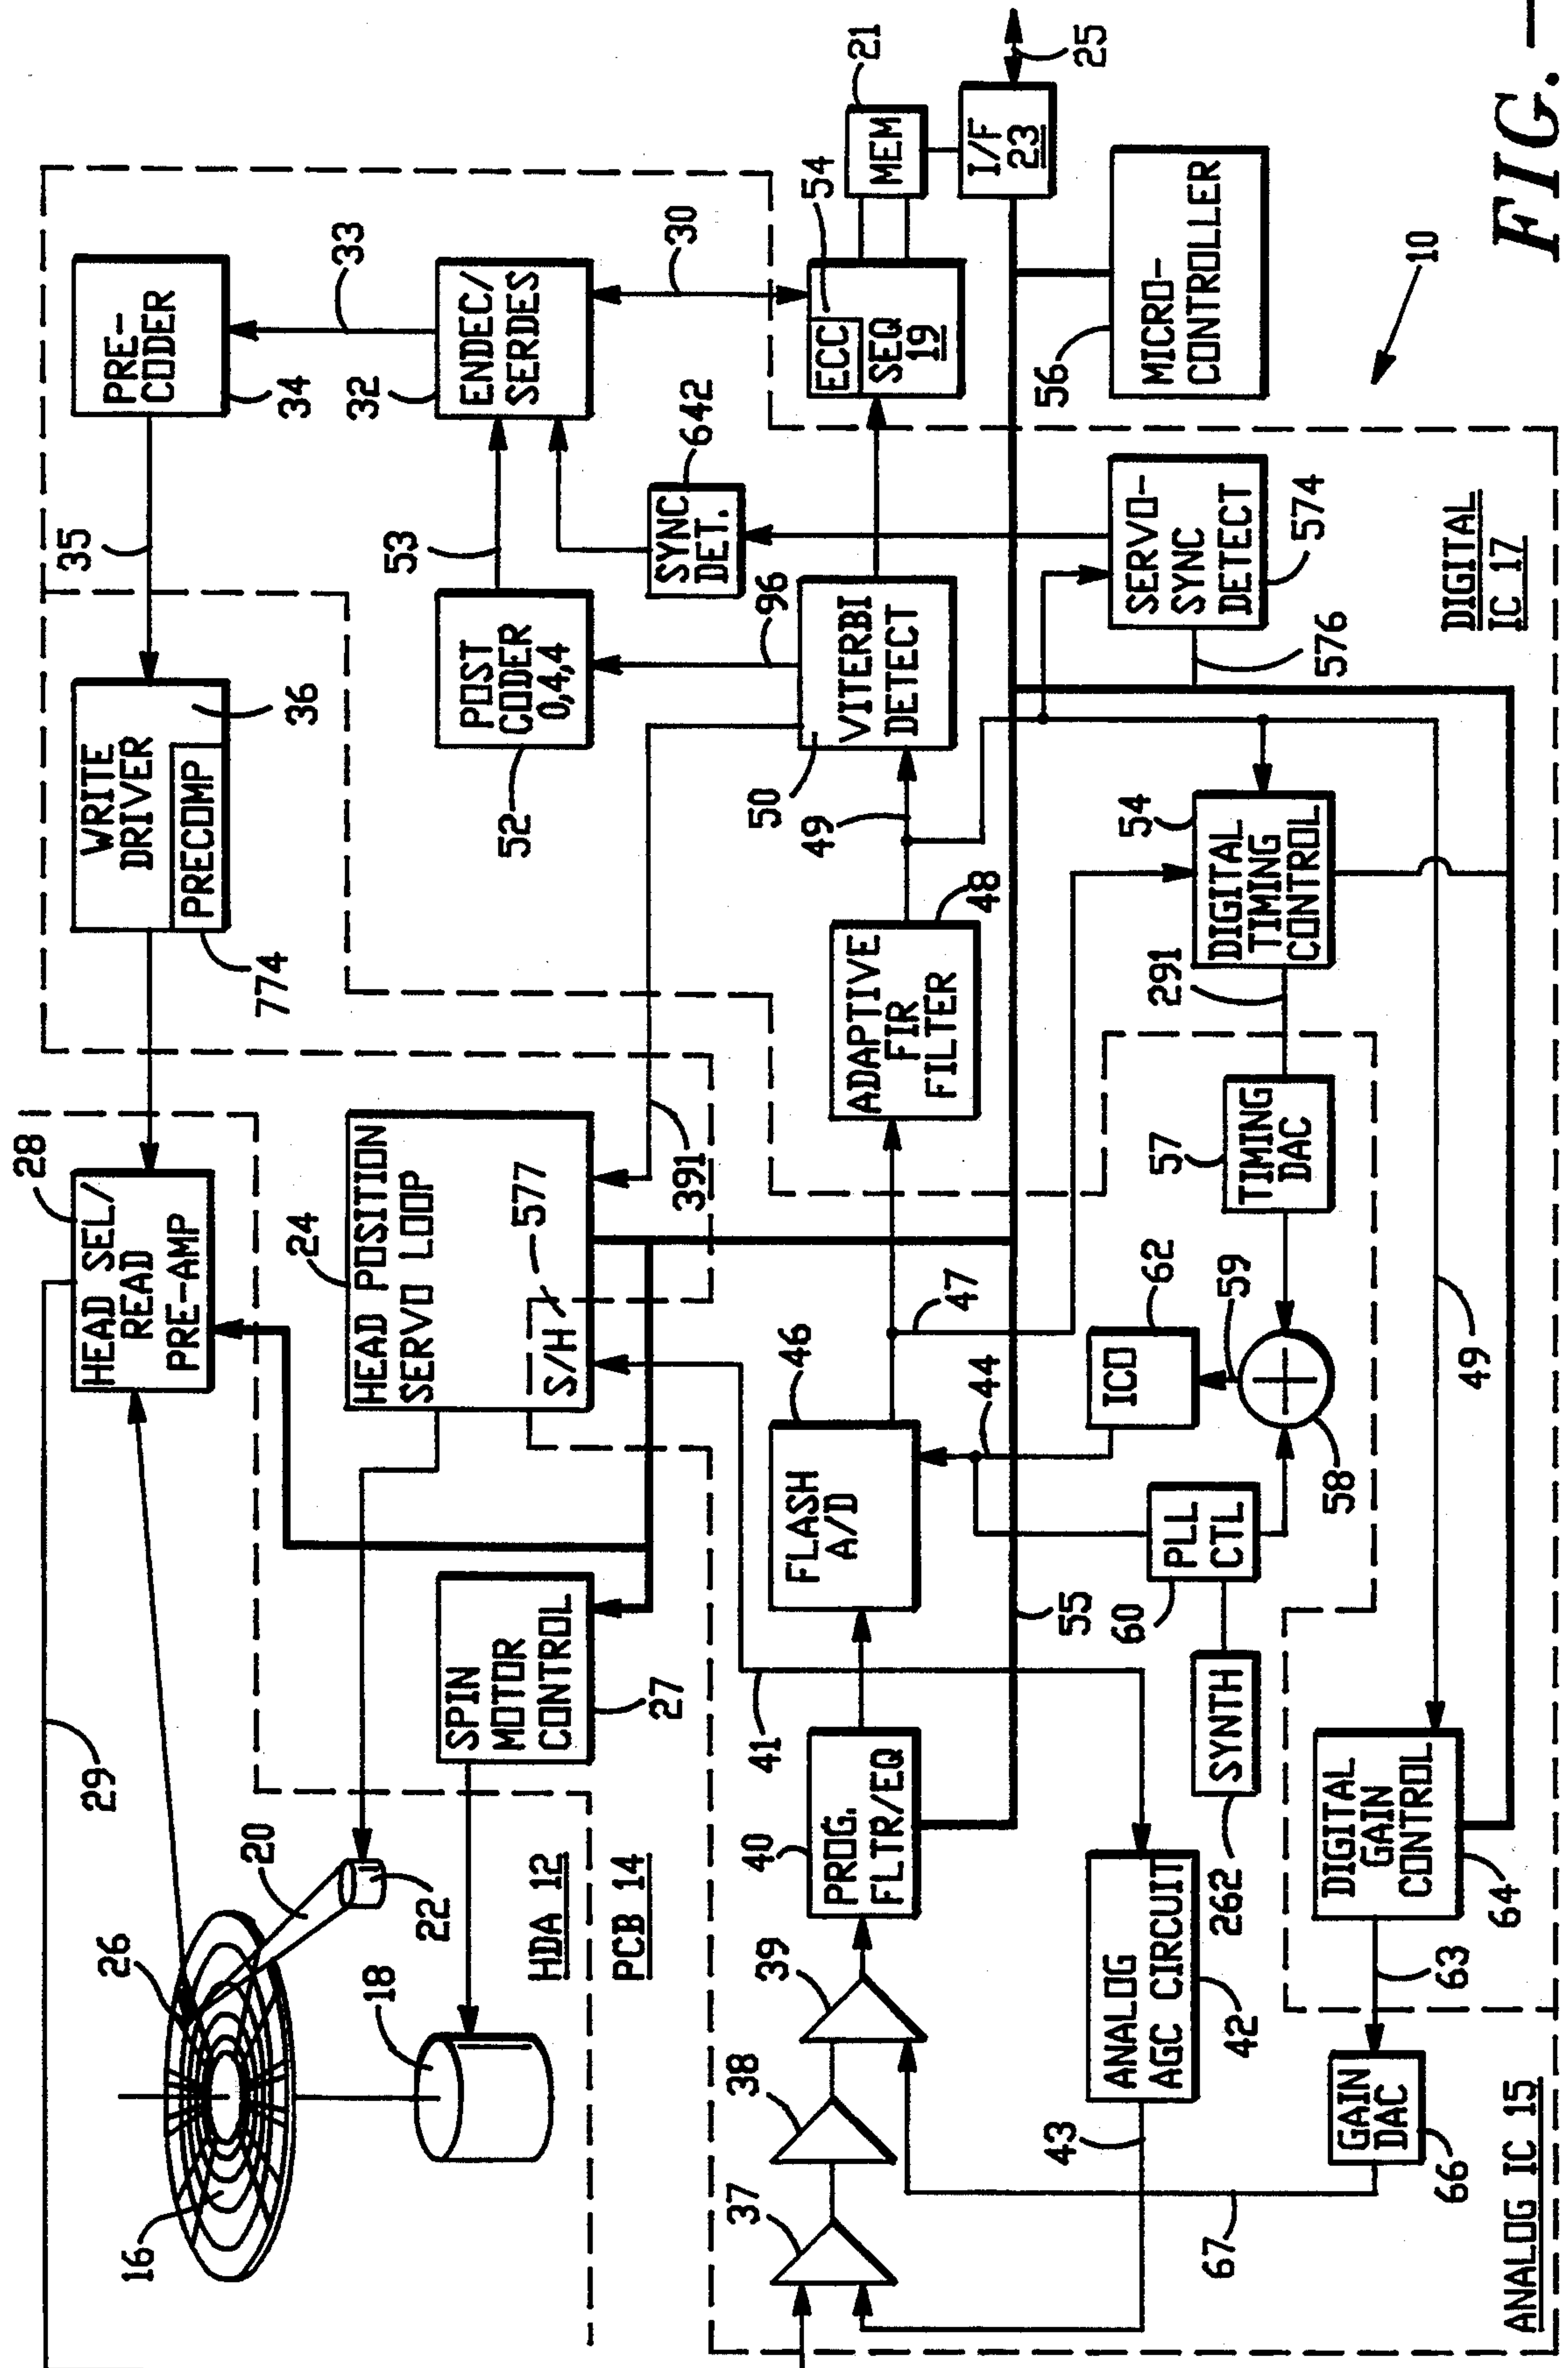 29
28
HEAD SEL/
READ
PRE-AMP
WRITE
DRIVER
PRECOMP
36
774
35
PRE-
CODER
34
33
26
20
16
22
24
HEAD POSITION
SERVO LOOP
S/H
577
391
18
SPIN
MOTOR
CONTROL
27
HDA 12
PCB 14
52
POST
CODER
0,4,4
53
32
ENDEC/
SERDES
30
SYNC
DET.
642
96
37
38
39
40
PROG.
FLTR/EQ
41
FLASH
A/D
46
47
44
ADAPTIVE
FIR
FILTER
48
49
50
VITERBI
DETECT
ECC
54
SEQ
19
MEM
21
I/F
23
25
55
56
MICRO-
CONTROLLER
10
43
ANALOG
AGC CIRCUIT
42
SYNTH
262
60
PLL
CTL
ICO
62
59
58
57
TIMING
DAC
291
54
DIGITAL
TIMING
CONTROL
SERVO-
SYNC
DETECT
574
576
49
67
GAIN
DAC
66
63
DIGITAL
GAIN
CONTROL
64
ANALOG IC 15
DIGITAL
IC 17
FIG.